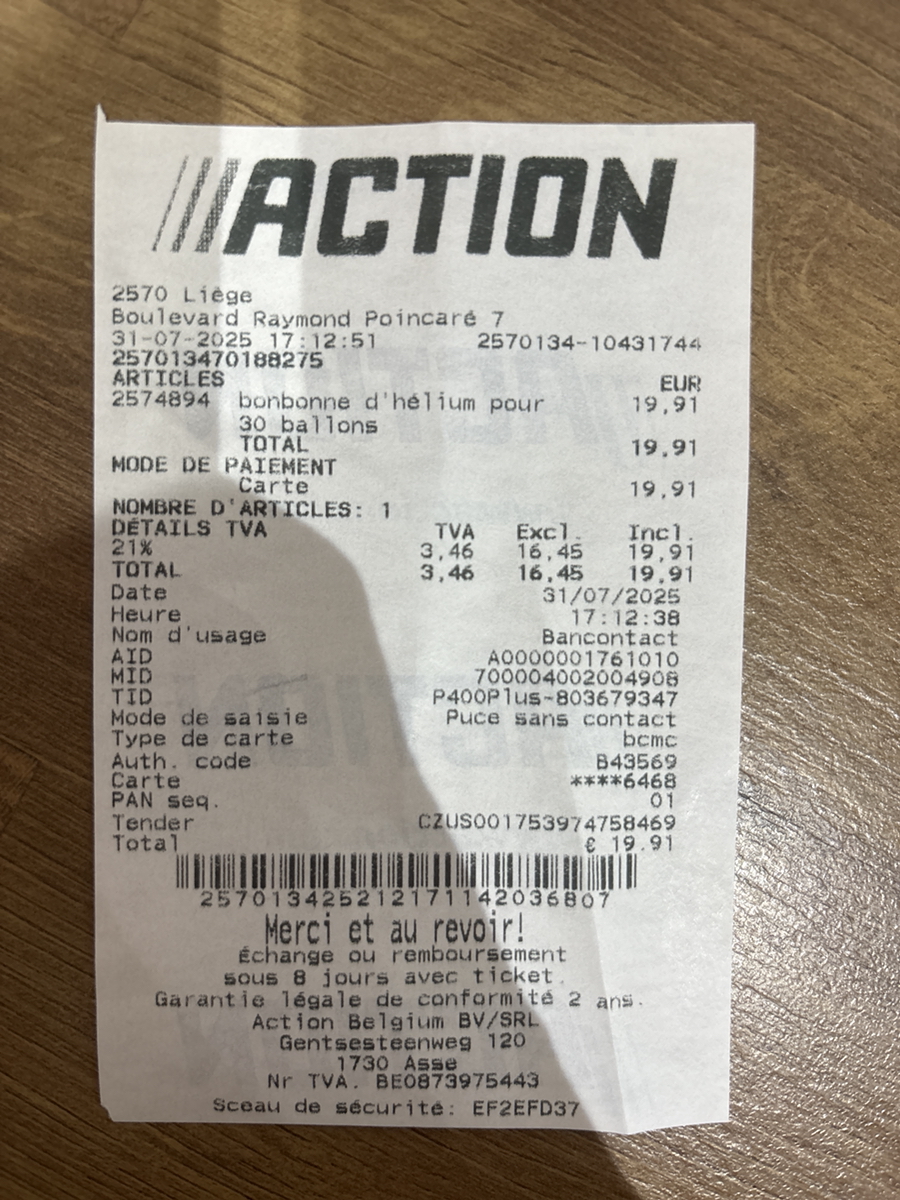 ACTION
2570 Liège
Boulevard Raymond Poincaré 7
31-07-2025 17:12:51 2570134-10431744
257013470188275
ARTICLES EUR
2574894 bonbonne d'hélium pour 19,91
30 ballons
TOTAL 19,91
MODE DE PAIEMENT
Carte 19,91
NOMBRE D'ARTICLES: 1
DÉTAILS TVA TVA Excl. Incl.
21% 3,46 16,45 19,91
TOTAL 3,46 16,45 19,91
Date 31/07/2025
Heure 17:12:38
Nom d'usage Bancontact
AID A0000001761010
MID 700004002004908
TID P400Plus-803679347
Mode de saisie Puce sans contact
Type de carte bcmc
Auth. code B43569
Carte ****6468
PAN seq. 01
Tender CZUS001753974758469
Total € 19.91
257013425212171142036807
Merci et au revoir!
Échange ou remboursement
sous 8 jours avec ticket.
Garantie légale de conformité 2 ans.
Action Belgium BV/SRL
Gentsesteenweg 120
1730 Asse
Nr TVA. BE0873975443
Sceau de sécurité: EF2EFD37